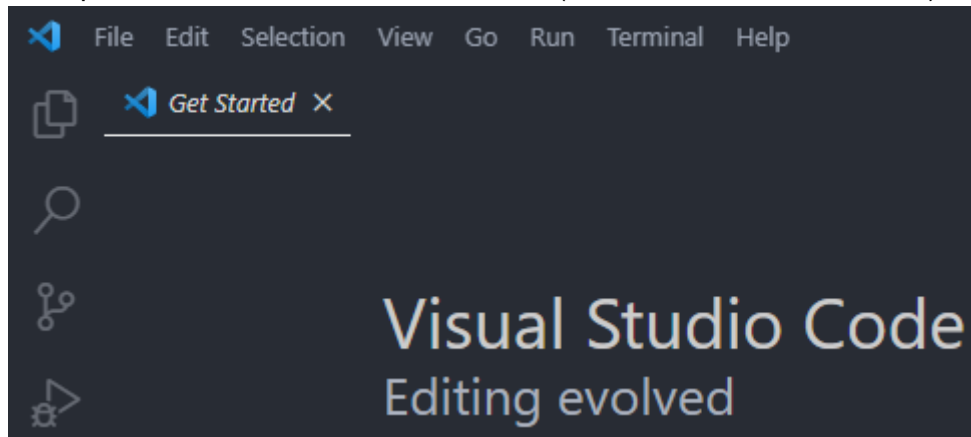 File Edit Selection View Go Run Terminal Help
Get Started
Visual Studio Code
Editing evolved